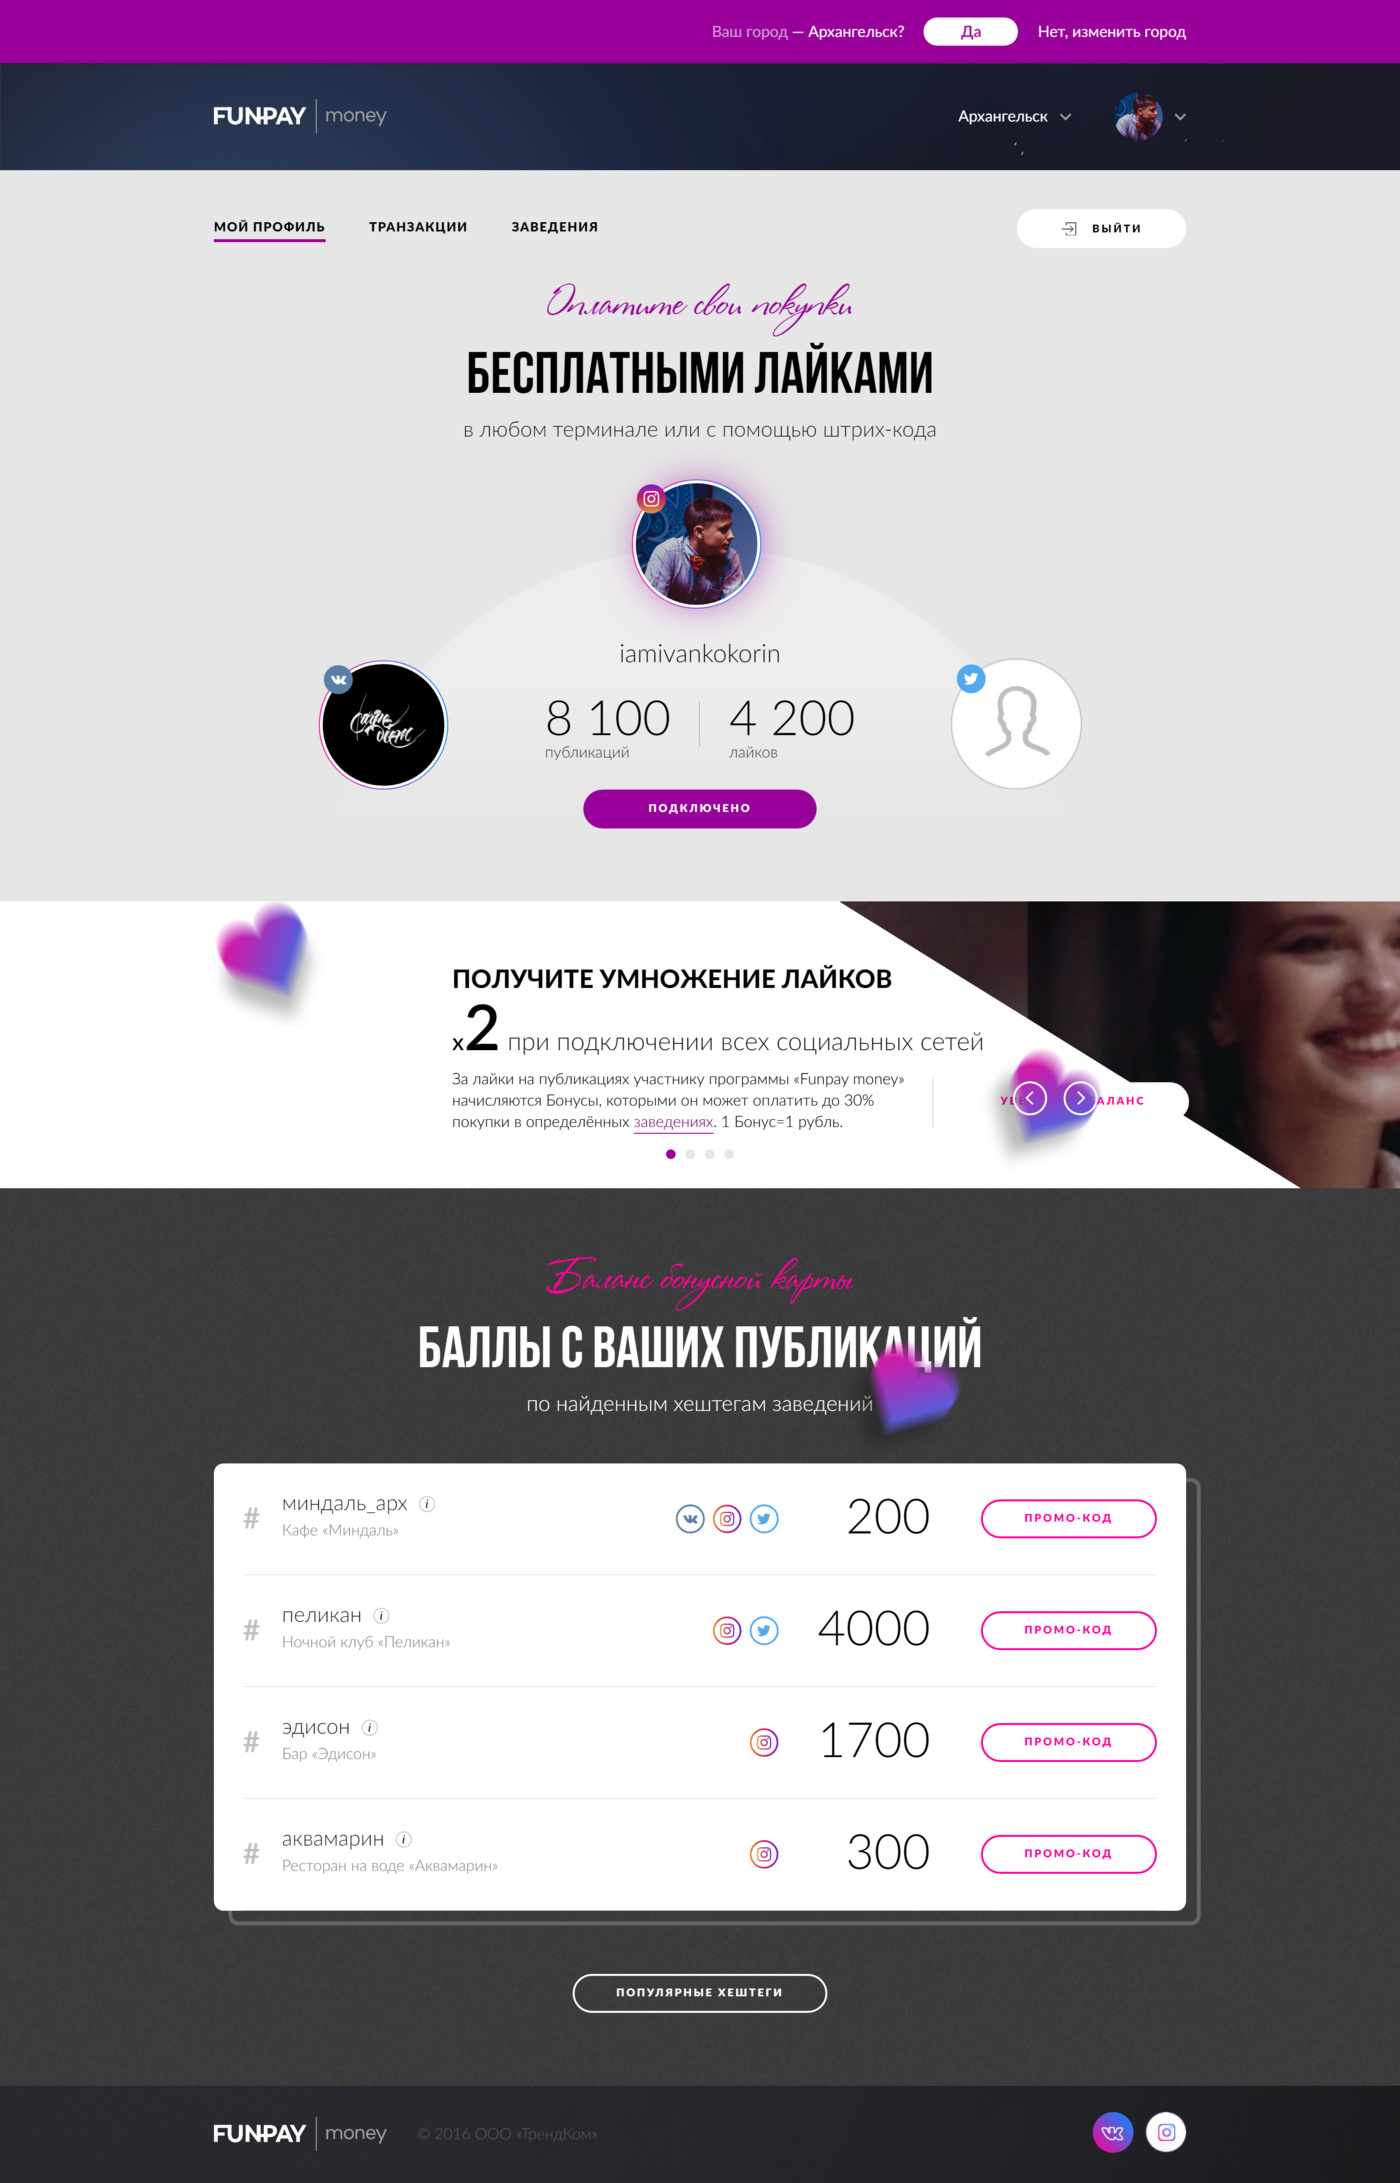 Ваш город — Архангельск? Да Нет, изменить город
FUNPAY money
Архангельск
МОЙ ПРОФИЛЬ ТРАНЗАКЦИИ ЗАВЕДЕНИЯ ВЫЙТИ
Оплатите свои покупки
БЕСПЛАТНЫМИ ЛАЙКАМИ
в любом терминале или с помощью штрих-кода
carpe diem
iamivankokorin
8 100 4 200
публикаций лайков
ПОДКЛЮЧЕНО
ПОЛУЧИТЕ УМНОЖЕНИЕ ЛАЙКОВ
x2 при подключении всех социальных сетей
За лайки на публикациях участнику программы «Funpay money»
начисляются Бонусы, которыми он может оплатить до 30%
покупки в определённых заведениях. 1 Бонус=1 рубль.
Баланс бонусной карты
БАЛЛЫ С ВАШИХ ПУБЛИКАЦИЙ
по найденным хештегам заведений
# миндаль_арх i 200 ПРОМО-КОД
Кафе «Миндаль»
# пеликан i 4000 ПРОМО-КОД
Ночной клуб «Пеликан»
# эдисон i 1700 ПРОМО-КОД
Бар «Эдисон»
# аквамарин i 300 ПРОМО-КОД
Ресторан на воде «Аквамарин»
ПОПУЛЯРНЫЕ ХЕШТЕГИ
FUNPAY money © 2016 ООО «ТрендКом»